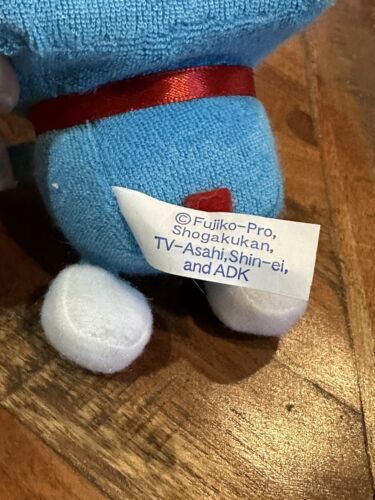 ©Fujiko-Pro,
Shogakukan,
TV-Asahi,Shin-ei,
and ADK